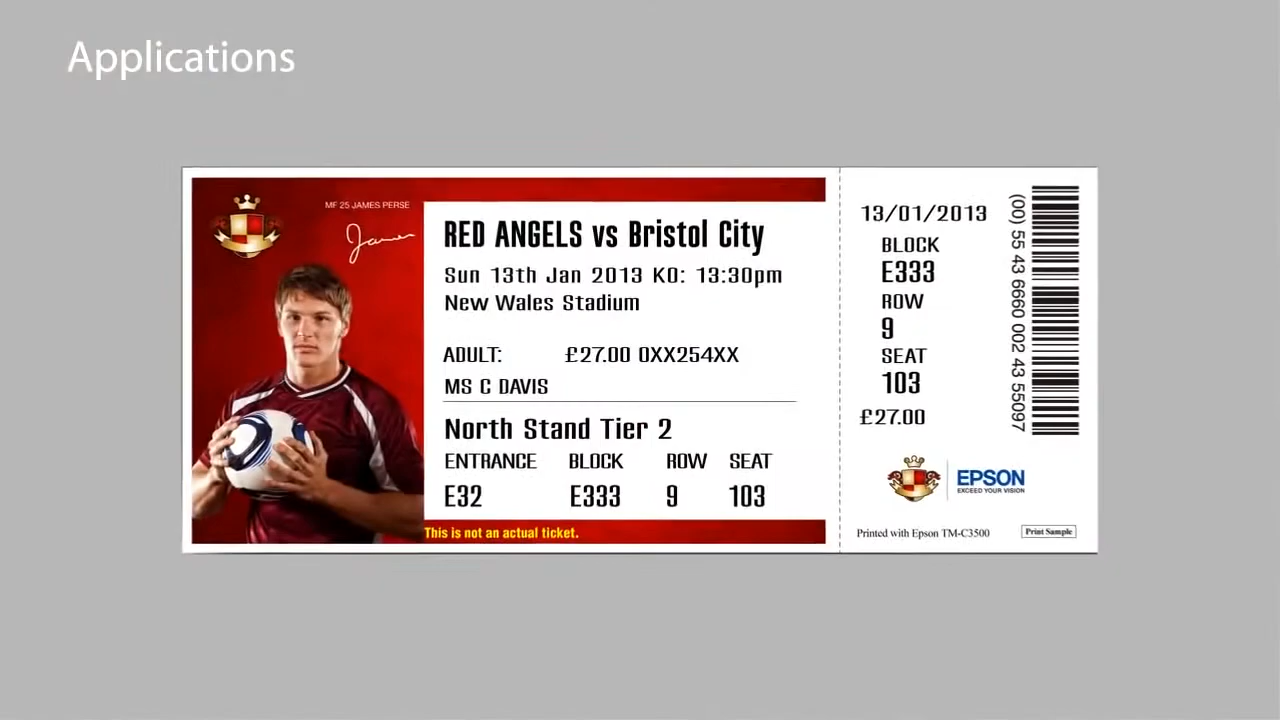 Applications
MF 25 JAMES PERSE
James
RED ANGELS vs Bristol City
Sun 13th Jan 2013 KO: 13:30pm
New Wales Stadium
ADULT: £27.00 0XX254XX
MS C DAVIS
North Stand Tier 2
ENTRANCE BLOCK ROW SEAT
E32 E333 9 103
This is not an actual ticket.
13/01/2013
BLOCK
E333
ROW
9
SEAT
103
£27.00
(00) 55 43 6660 002 43 55097
EPSON
EXCEED YOUR VISION
Printed with Epson TM-C3500
Print Sample